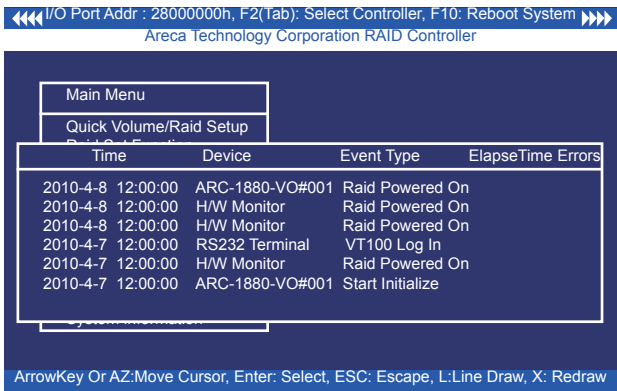 I/O Port Addr : 28000000h, F2(Tab): Select Controller, F10: Reboot System
Areca Technology Corporation RAID Controller
Main Menu
Quick Volume/Raid Setup
Time Device Event Type ElapseTime Errors
2010-4-8 12:00:00 ARC-1880-VO#001 Raid Powered On
2010-4-8 12:00:00 H/W Monitor Raid Powered On
2010-4-8 12:00:00 H/W Monitor Raid Powered On
2010-4-7 12:00:00 RS232 Terminal VT100 Log In
2010-4-7 12:00:00 H/W Monitor Raid Powered On
2010-4-7 12:00:00 ARC-1880-VO#001 Start Initialize
System Information
ArrowKey Or AZ:Move Cursor, Enter: Select, ESC: Escape, L:Line Draw, X: Redraw